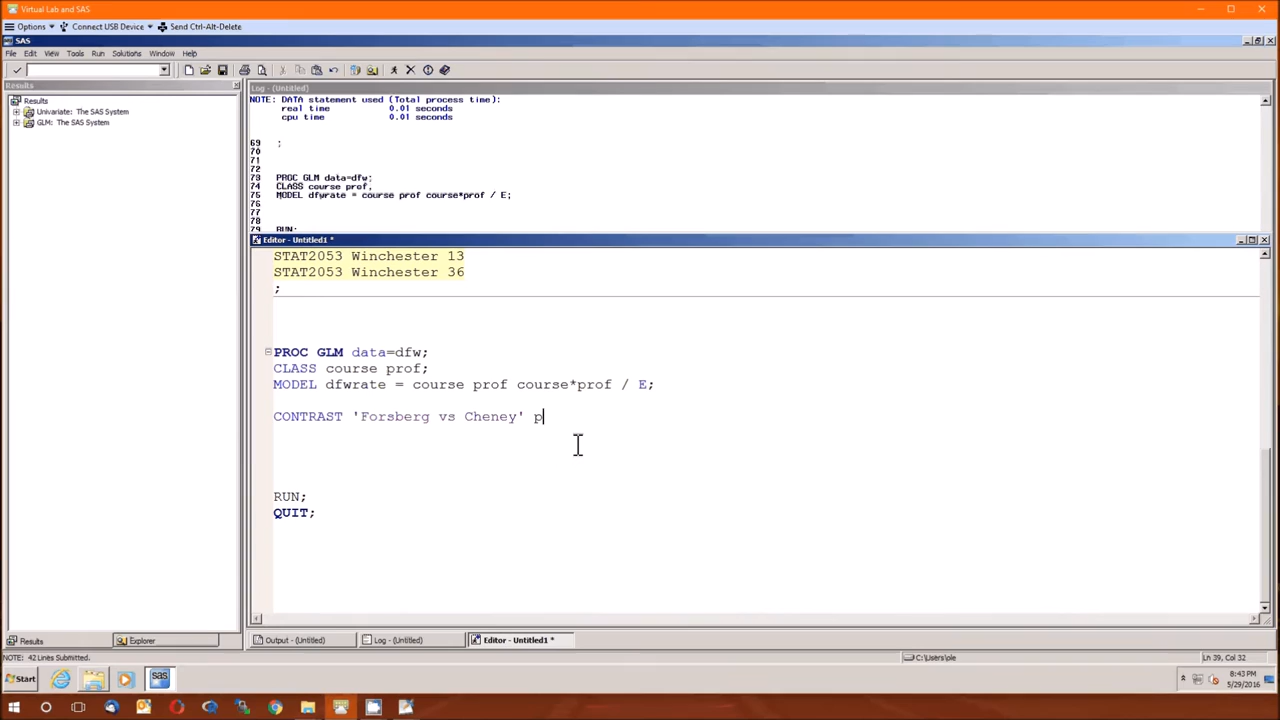 Virtual Lab and SAS
Options Connect USB Device Send Ctrl-Alt-Delete
SAS
File Edit View Tools Run Solutions Window Help
Results
Results
Univariate: The SAS System
GLM: The SAS System
Log - (Untitled)
NOTE: DATA statement used (Total process time):
real time 0.01 seconds
cpu time 0.01 seconds
69 ;
70
71
72
73 PROC GLM data=dfw;
74 CLASS course prof;
75 MODEL dfwrate = course prof course*prof / E;
76
77
78
79 RUN;
Editor - Untitled1 *
STAT2053 Winchester 13
STAT2053 Winchester 36
;
PROC GLM data=dfw;
CLASS course prof;
MODEL dfwrate = course prof course*prof / E;
CONTRAST 'Forsberg vs Cheney' p
RUN;
QUIT;
Results Explorer
Output - (Untitled) Log - (Untitled) Editor - Untitled1 *
NOTE: 42 Lines Submitted.
C:\Users\ole
Ln 39, Col 32
Start
sas
8:43 PM
5/29/2016